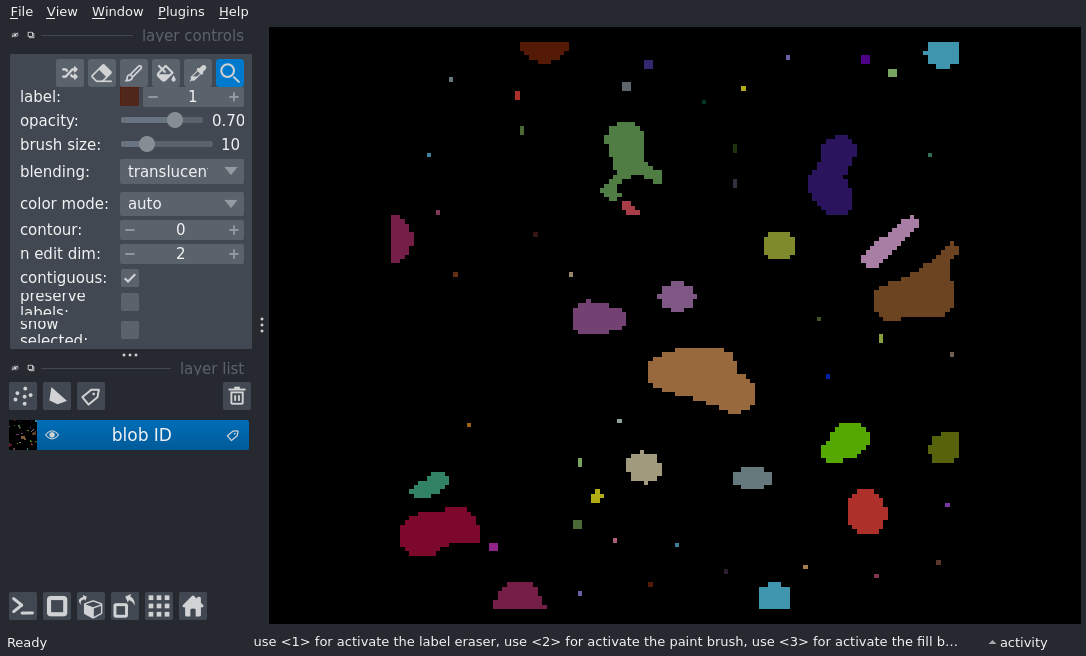 File View Window Plugins Help
layer controls
label: 1
opacity: 0.70
brush size: 10
blending: translucen
color mode: auto
contour: 0
n edit dim: 2
contiguous:
preserve
labels:
show
selected:
layer list
blob ID
Ready use <1> for activate the label eraser, use <2> for activate the paint brush, use <3> for activate the fill b... activity